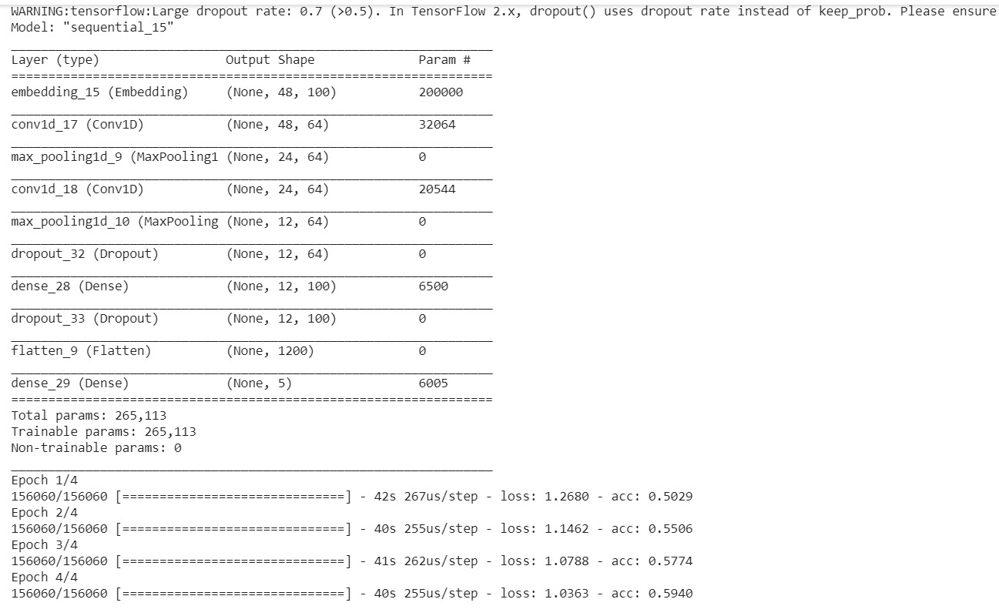 WARNING:tensorflow:Large dropout rate: 0.7 (>0.5). In TensorFlow 2.x, dropout() uses dropout rate instead of keep_prob. Please ensure
Model: "sequential_15"
_________________________________________________________________
Layer (type)                 Output Shape              Param #
=================================================================
embedding_15 (Embedding)     (None, 48, 100)           200000
_________________________________________________________________
conv1d_17 (Conv1D)           (None, 48, 64)            32064
_________________________________________________________________
max_pooling1d_9 (MaxPooling1 (None, 24, 64)            0
_________________________________________________________________
conv1d_18 (Conv1D)           (None, 24, 64)            20544
_________________________________________________________________
max_pooling1d_10 (MaxPooling (None, 12, 64)            0
_________________________________________________________________
dropout_32 (Dropout)         (None, 12, 64)            0
_________________________________________________________________
dense_28 (Dense)             (None, 12, 100)           6500
_________________________________________________________________
dropout_33 (Dropout)         (None, 12, 100)           0
_________________________________________________________________
flatten_9 (Flatten)          (None, 1200)              0
_________________________________________________________________
dense_29 (Dense)             (None, 5)                 6005
=================================================================
Total params: 265,113
Trainable params: 265,113
Non-trainable params: 0
_________________________________________________________________
Epoch 1/4
156060/156060 [==============================] - 42s 267us/step - loss: 1.2680 - acc: 0.5029
Epoch 2/4
156060/156060 [==============================] - 40s 255us/step - loss: 1.1462 - acc: 0.5506
Epoch 3/4
156060/156060 [==============================] - 41s 262us/step - loss: 1.0788 - acc: 0.5774
Epoch 4/4
156060/156060 [==============================] - 40s 255us/step - loss: 1.0363 - acc: 0.5940